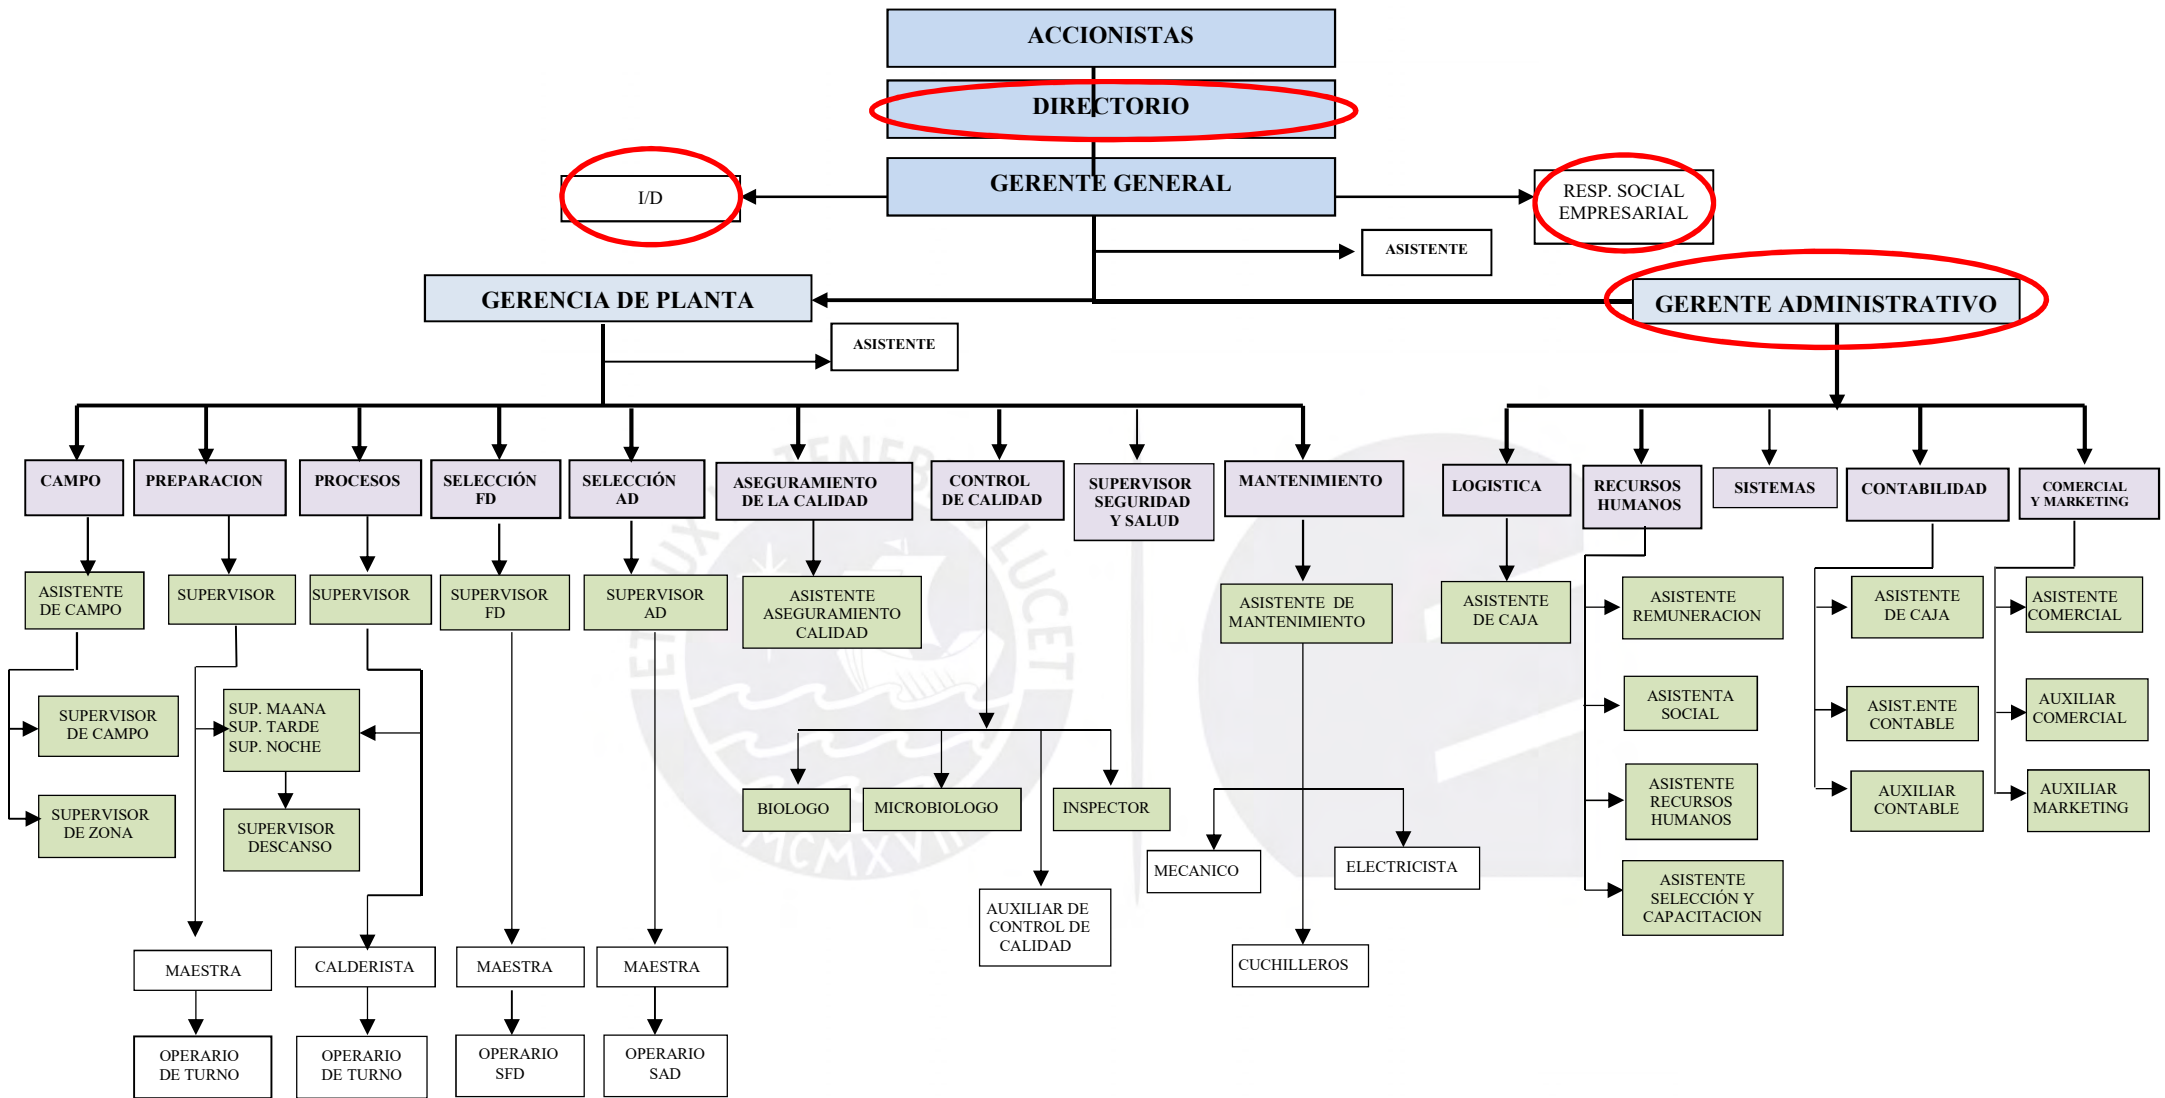 ACCIONISTAS
DIRECTORIO
GERENTE GENERAL
I/D
RESP. SOCIAL
EMPRESARIAL
ASISTENTE
GERENCIA DE PLANTA
GERENTE ADMINISTRATIVO
ASISTENTE
CAMPO
PREPARACION
PROCESOS
SELECCIÓN
FD
SELECCIÓN
AD
ASEGURAMIENTO
DE LA CALIDAD
CONTROL
DE CALIDAD
SUPERVISOR
SEGURIDAD
Y SALUD
MANTENIMIENTO
LOGISTICA
RECURSOS
HUMANOS
SISTEMAS
CONTABILIDAD
COMERCIAL
Y MARKETING
ASISTENTE
DE CAMPO
SUPERVISOR
SUPERVISOR
SUPERVISOR
FD
SUPERVISOR
AD
ASISTENTE
ASEGURAMIENTO
CALIDAD
ASISTENTE DE
MANTENIMIENTO
ASISTENTE
DE CAJA
ASISTENTE
REMUNERACION
ASISTENTE
DE CAJA
ASISTENTE
COMERCIAL
SUPERVISOR
DE CAMPO
SUP. MAANA
SUP. TARDE
SUP. NOCHE
ASISTENTA
SOCIAL
ASIST.ENTE
CONTABLE
AUXILIAR
COMERCIAL
SUPERVISOR
DE ZONA
SUPERVISOR
DESCANSO
BIOLOGO
MICROBIOLOGO
INSPECTOR
ASISTENTE
RECURSOS
HUMANOS
AUXILIAR
CONTABLE
AUXILIAR
MARKETING
MECANICO
ELECTRICISTA
AUXILIAR DE
CONTROL DE
CALIDAD
ASISTENTE
SELECCIÓN Y
CAPACITACION
MAESTRA
CALDERISTA
MAESTRA
MAESTRA
CUCHILLEROS
OPERARIO
DE TURNO
OPERARIO
DE TURNO
OPERARIO
SFD
OPERARIO
SAD
MCMXVII